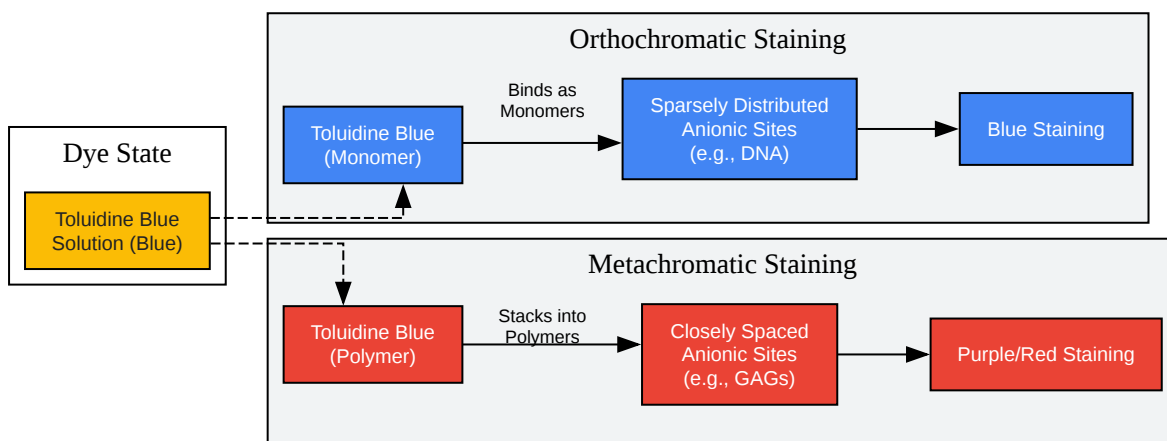 Orthochromatic Staining
Binds as
Monomers
Toluidine Blue
(Monomer)
Sparsely Distributed
Anionic Sites
(e.g., DNA)
Blue Staining
Dye State
Toluidine Blue
Solution (Blue)
Metachromatic Staining
Stacks into
Polymers
Toluidine Blue
(Polymer)
Closely Spaced
Anionic Sites
(e.g., GAGs)
Purple/Red Staining